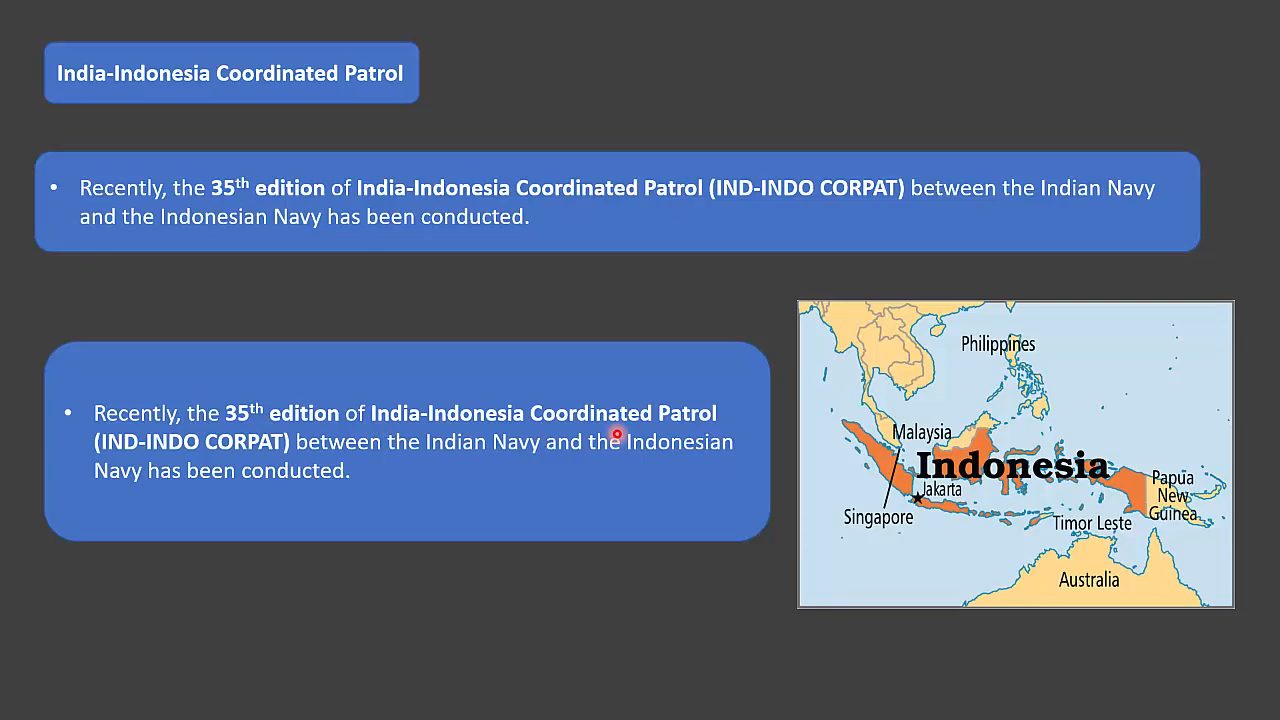 India-Indonesia Coordinated Patrol
• Recently, the 35th edition of India-Indonesia Coordinated Patrol (IND-INDO CORPAT) between the Indian Navy
and the Indonesian Navy has been conducted.
• Recently, the 35th edition of India-Indonesia Coordinated Patrol
(IND-INDO CORPAT) between the Indian Navy and the Indonesian
Navy has been conducted.
Philippines
Malaysia
Indonesia
Jakarta
Singapore
Papua
New
Guinea
Timor Leste
Australia